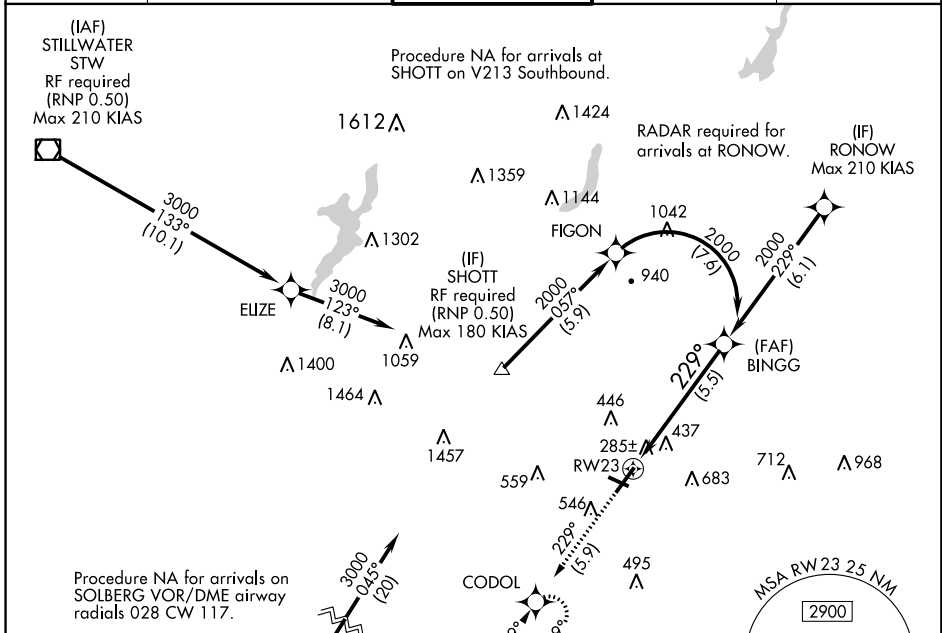 (IAF)
STILLWATER
STW
RF required
(RNP 0.50)
Max 210 KIAS
Procedure NA for arrivals at
SHOTT on V213 Southbound.
1612
1424
RADAR required for
arrivals at RONOW.
(IF)
RONOW
Max 210 KIAS
1359
1144
3000
133°
(10.1)
1302
FIGON
1042
2000
(7.6)
2000
229°
(6.1)
940
(IF)
SHOTT
RF required
(RNP 0.50)
Max 180 KIAS
2000
057°
(5.9)
ELIZE
3000
123°
(8.1)
1059
1400
1464
(FAF)
BINGG
229°
(5.5)
446
437
285±
1457
559
RW23
683
712
968
546
229°
(5.9)
495
Procedure NA for arrivals on
SOLBERG VOR/DME airway
radials 028 CW 117.
3000
045°
(20)
CODOL
MSA RW 23 25 NM
2900